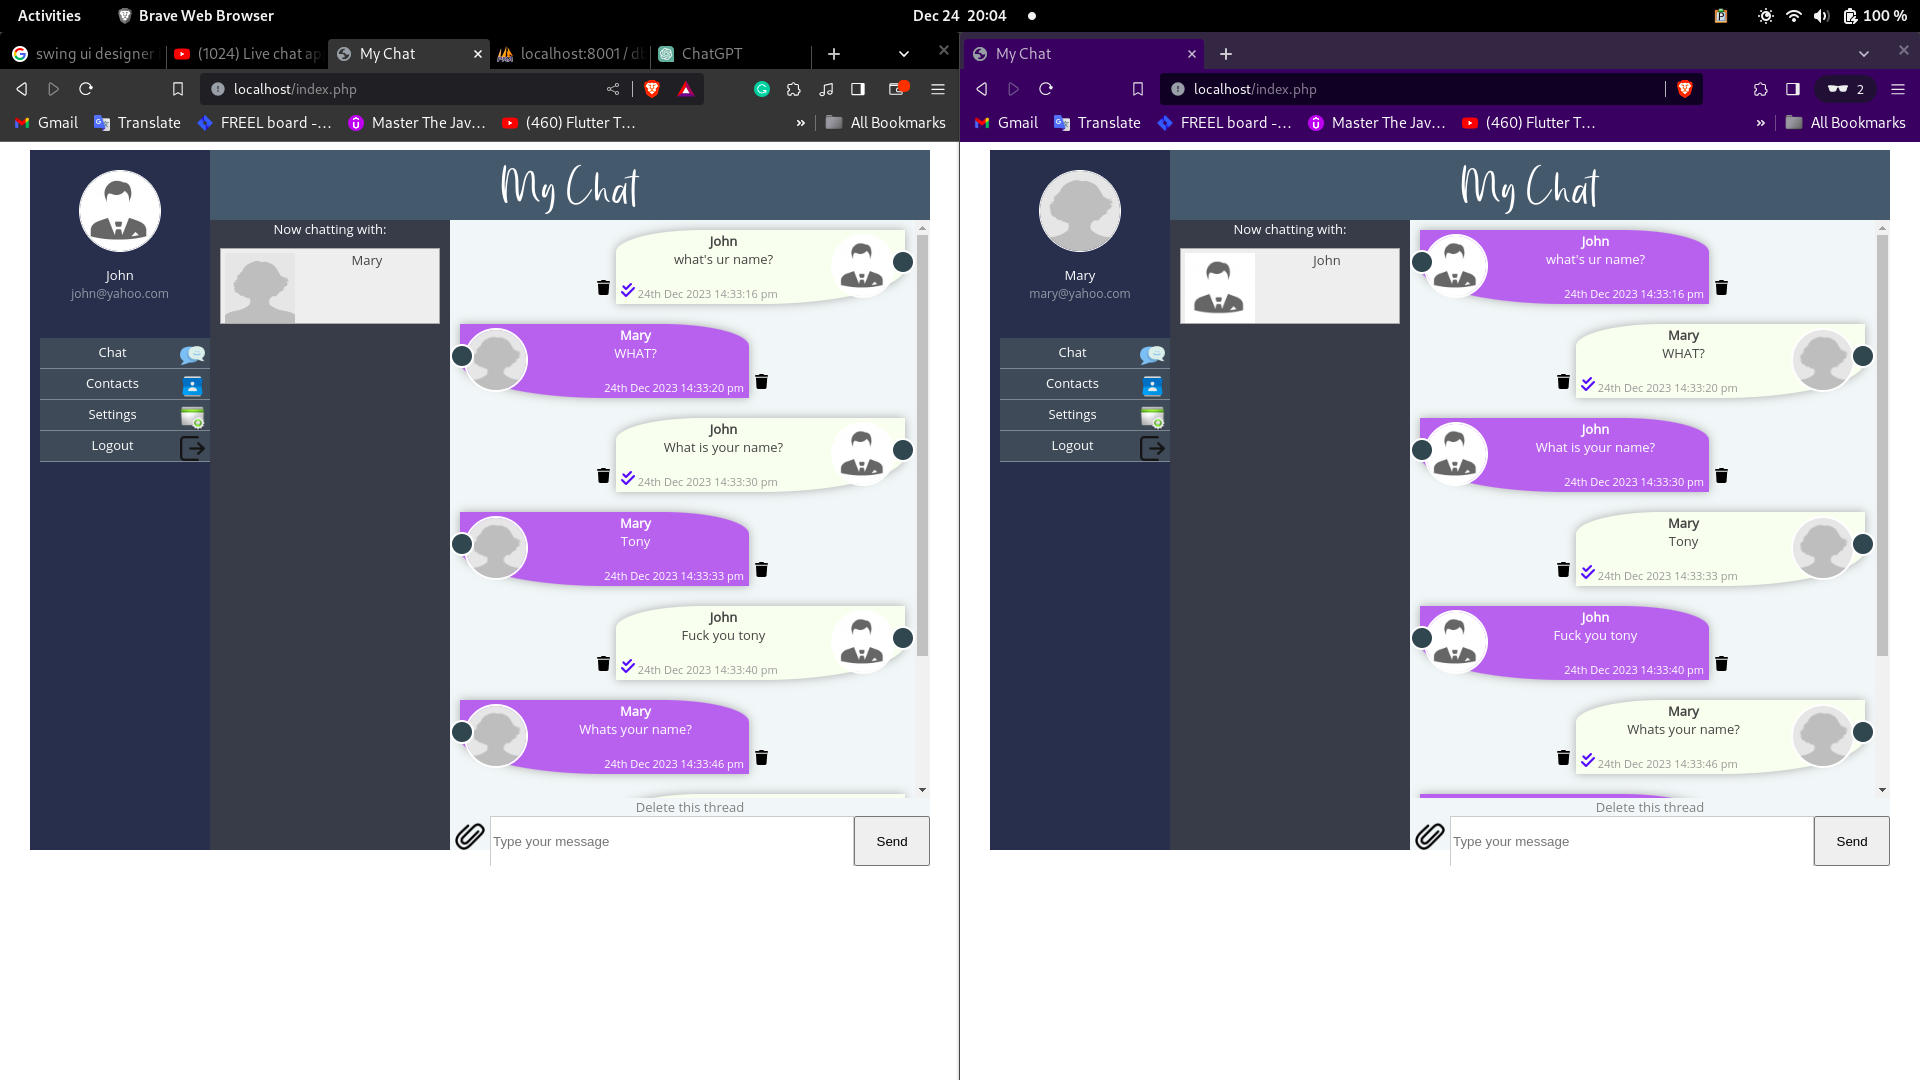 Activities
Brave Web Browser
Dec 24 20:04
100 %
swing ui designer
(1024) Live chat ap
My Chat
localhost:8001 / d
ChatGPT
localhost/index.php
Gmail
Translate
FREEL board -...
Master The Jav...
(460) Flutter T...
»
All Bookmarks
My Chat
John
john@yahoo.com
Chat
Contacts
Settings
Logout
Now chatting with:
Mary
John
what's ur name?
24th Dec 2023 14:33:16 pm
Mary
WHAT?
24th Dec 2023 14:33:20 pm
John
What is your name?
24th Dec 2023 14:33:30 pm
Mary
Tony
24th Dec 2023 14:33:33 pm
John
Fuck you tony
24th Dec 2023 14:33:40 pm
Mary
Whats your name?
24th Dec 2023 14:33:46 pm
Delete this thread
Type your message
Send
My Chat
localhost/index.php
2
Gmail
Translate
FREEL board -...
Master The Jav...
(460) Flutter T...
»
All Bookmarks
My Chat
Mary
mary@yahoo.com
Chat
Contacts
Settings
Logout
Now chatting with:
John
John
what's ur name?
24th Dec 2023 14:33:16 pm
Mary
WHAT?
24th Dec 2023 14:33:20 pm
John
What is your name?
24th Dec 2023 14:33:30 pm
Mary
Tony
24th Dec 2023 14:33:33 pm
John
Fuck you tony
24th Dec 2023 14:33:40 pm
Mary
Whats your name?
24th Dec 2023 14:33:46 pm
Delete this thread
Type your message
Send